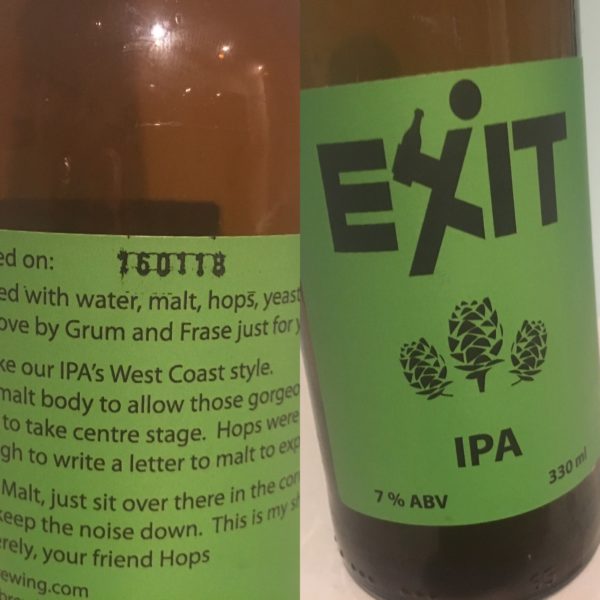 ed on: 160118
ed with water, malt, hops, yeast
ove by Grum and Frase just for y
ke our IPA's West Coast style.
malt body to allow those gorgeo
to take centre stage. Hops were
gh to write a letter to malt to exp
Malt, just sit over there in the cor
keep the noise down. This is my sh
erely, your friend Hops
ewing.com
EXIT
IPA
7 % ABV
330 ml